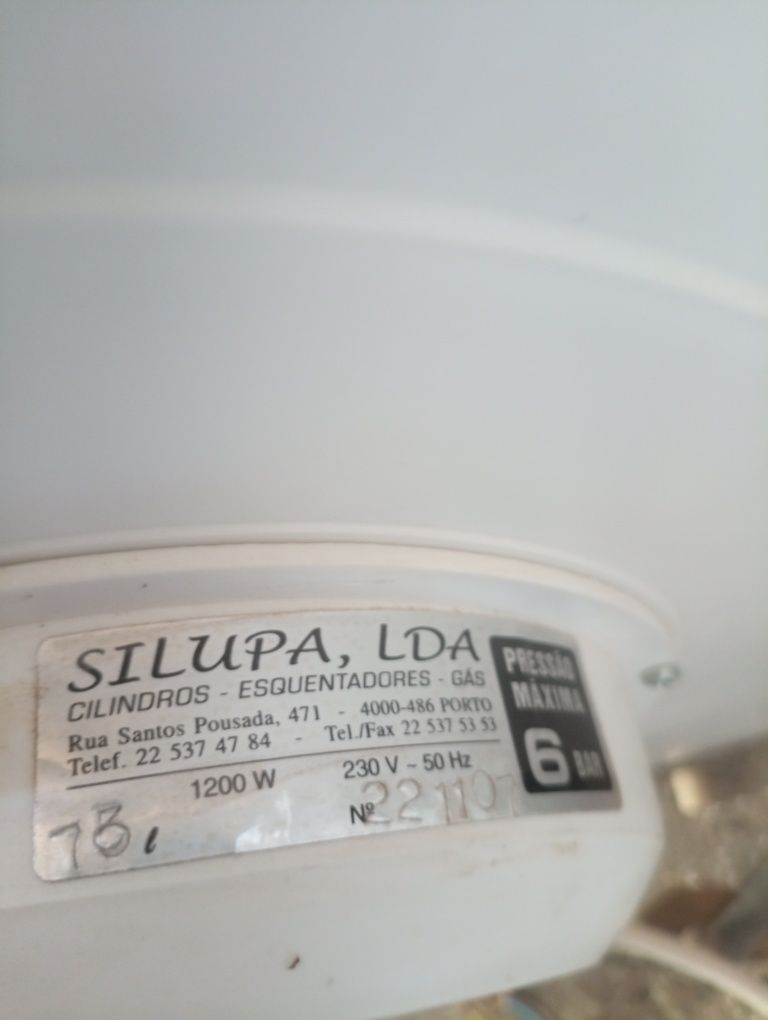 SILUPA, LDA
CILINDROS - ESQUENTADORES - GÁS
Rua Santos Pousada, 471 - 4000-486 PORTO
Telef. 22 537 47 84 - Tel./Fax 22 537 53 53
1200 W 230 V ~ 50 Hz
Nº 221107
l
PRESSÃO
MÁXIMA
6 BAR